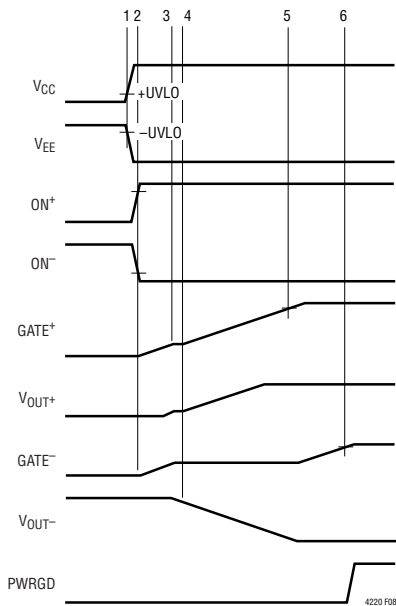 1 2 3 4 5 6
VCC
+UVLO
–UVLO
VEE
ON+
ON–
GATE+
VOUT+
GATE–
VOUT–
PWRGD
4220 F08